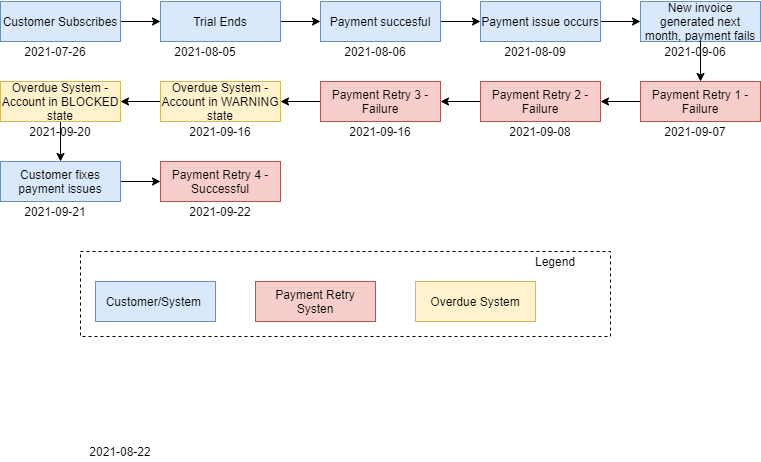 Customer Subscribes
Trial Ends
Payment succesful
Payment issue occurs
New invoice
generated next
month, payment fails
2021-07-26
2021-08-05
2021-08-06
2021-08-09
2021-09-06
Overdue System -
Account in BLOCKED
state
Overdue System -
Account in WARNING
state
Payment Retry 3 -
Failure
Payment Retry 2 -
Failure
Payment Retry 1 -
Failure
2021-09-20
2021-09-16
2021-09-16
2021-09-08
2021-09-07
Customer fixes
payment issues
Payment Retry 4 -
Successful
2021-09-21
2021-09-22
Legend
Customer/System
Payment Retry
Systen
Overdue System
2021-08-22